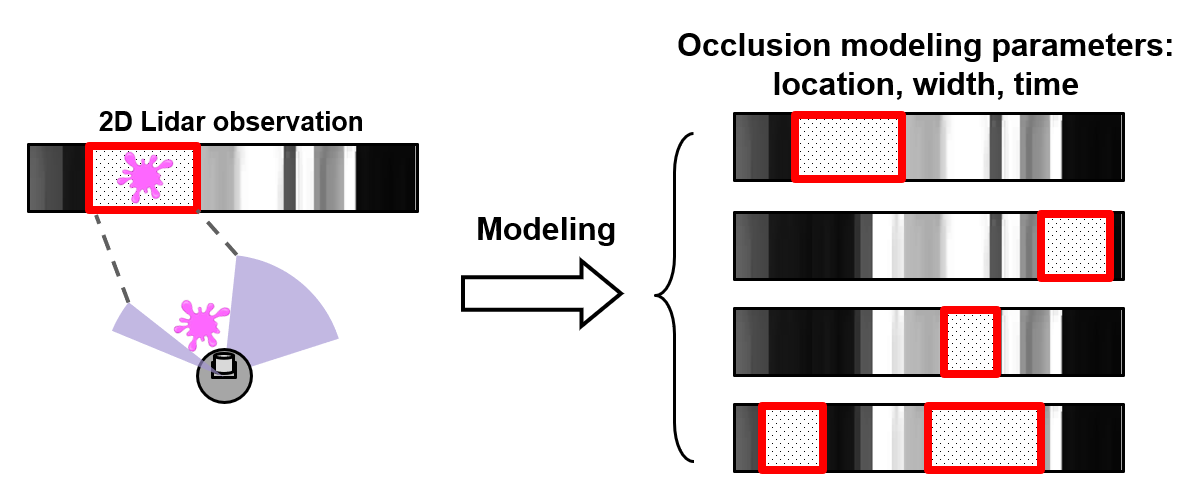 Occlusion modeling parameters:
location, width, time
2D Lidar observation
Modeling